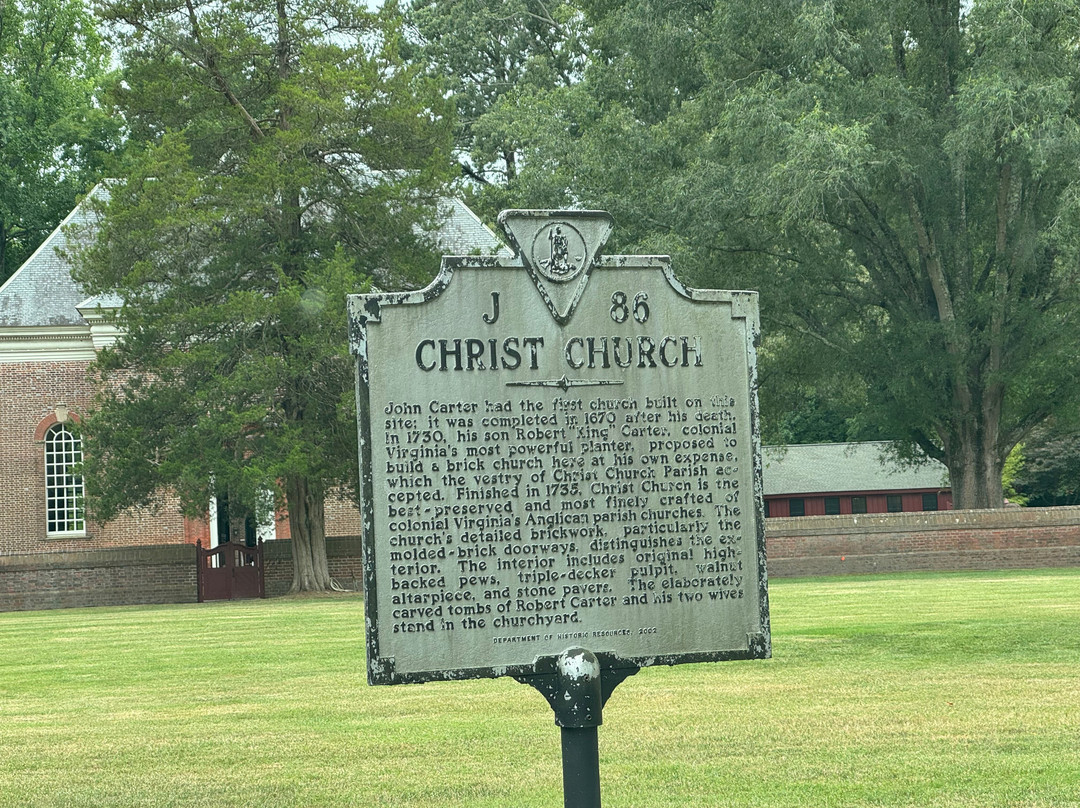 J 86
CHRIST CHURCH
John Carter had the first church built on this
site; it was completed in 1670 after his death.
In 1730, his son Robert "King" Carter, colonial
Virginia's most powerful planter, proposed to
build a brick church here at his own expense,
which the vestry of Christ Church Parish ac-
cepted. Finished in 1735, Christ Church is the
best-preserved and most finely crafted of
colonial Virginia's Anglican parish churches. The
church's detailed brickwork, particularly the
molded-brick doorways, distinguishes the ex-
terior. The interior includes original high-
backed pews, triple-decker pulpit, walnut
altarpiece, and stone pavers. The elaborately
carved tombs of Robert Carter and his two wives
stand in the churchyard.
DEPARTMENT OF HISTORIC RESOURCES, 2002